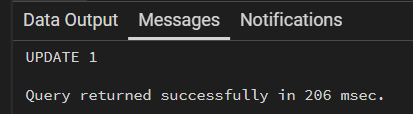 Data Output Messages Notifications
UPDATE 1
Query returned successfully in 206 msec.